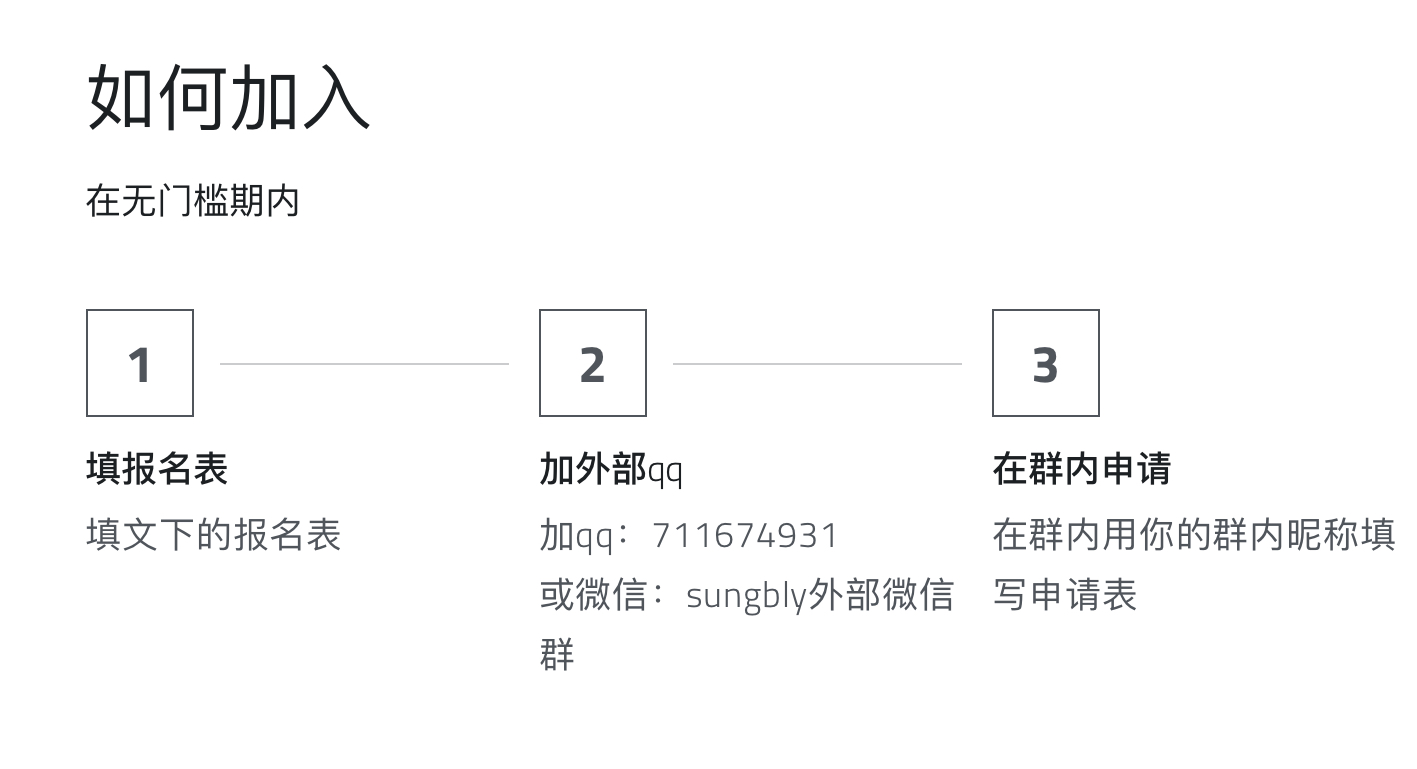 如何加入
在无门槛期内
1
2
3
填报名表
填文下的报名表
加外部qq
加qq：711674931
或微信：sungbly外部微信
群
在群内申请
在群内用你的群内昵称填
写申请表